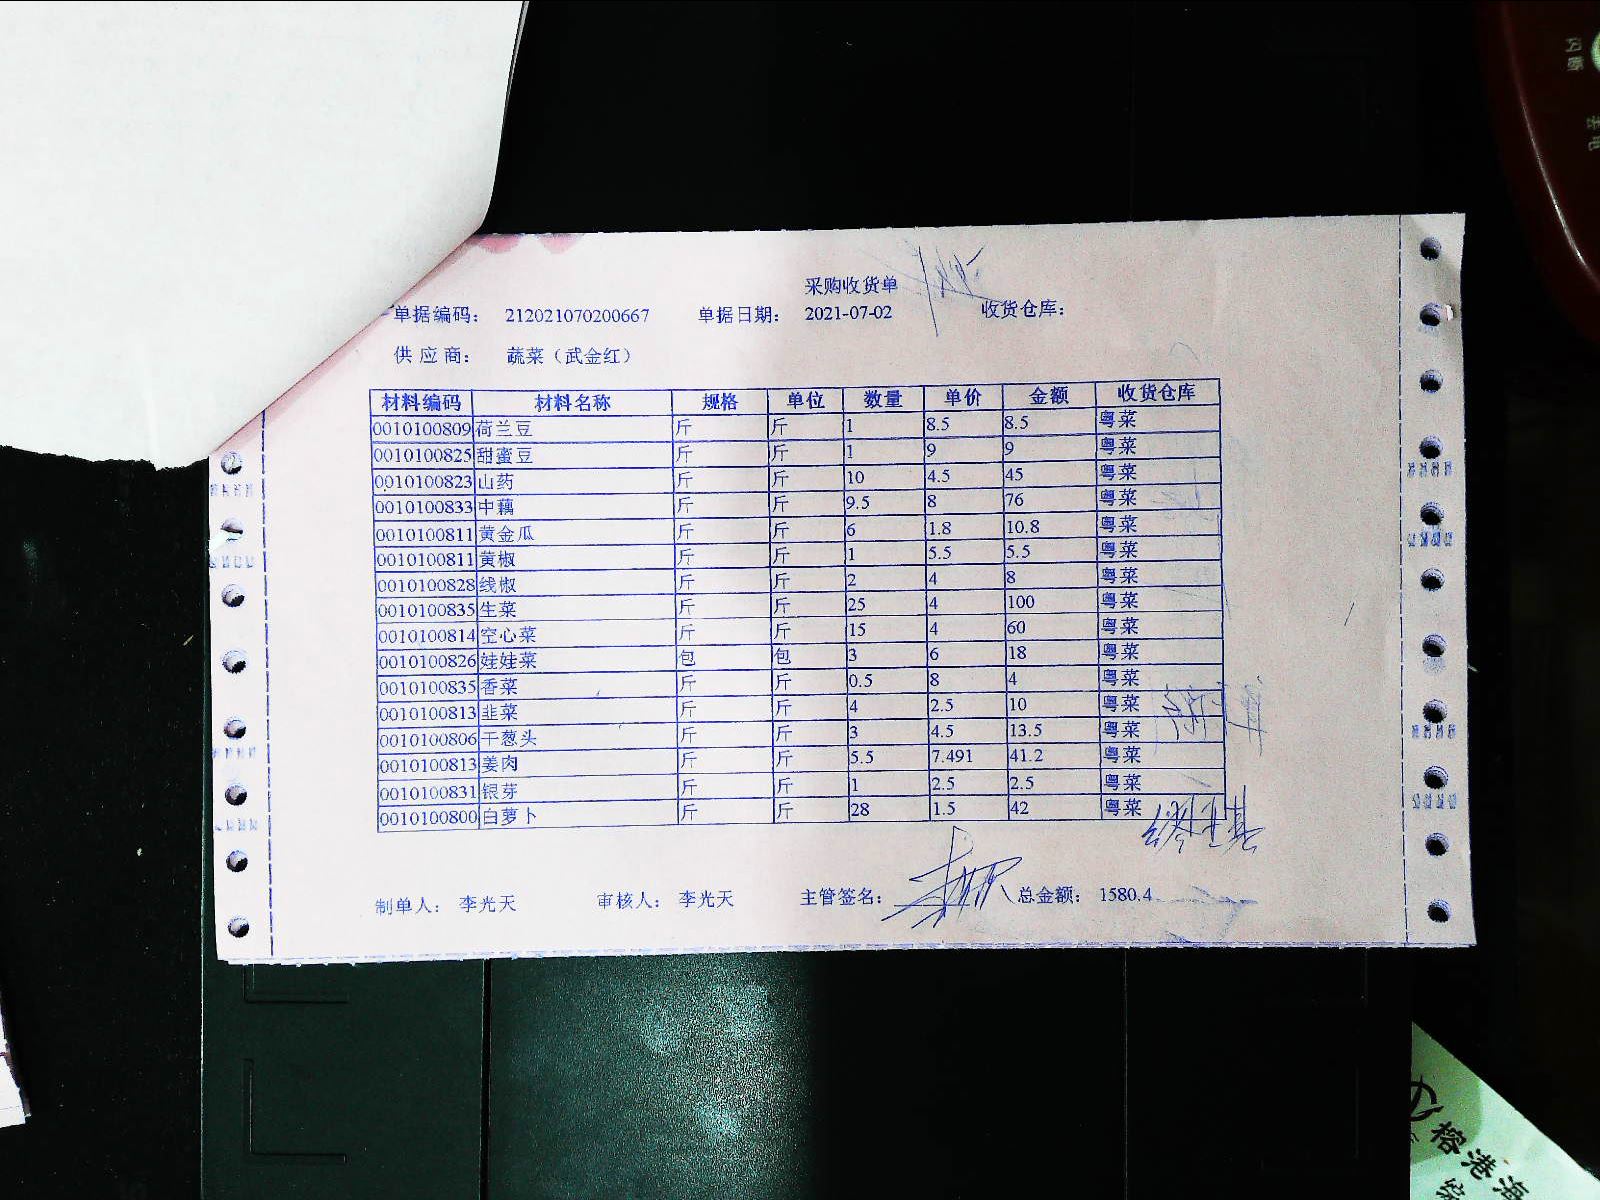 采购收货单
单据编码： 212021070200667 单据日期： 2021-07-02 收货仓库：
供 应 商： 蔬菜（武金红）
材料编码 材料名称 规格 单位 数量 单价 金额 收货仓库
0010100809 荷兰豆 斤 斤 1 8.5 8.5 粤菜
0010100825 甜蜜豆 斤 斤 1 9 9 粤菜
0010100823 山药 斤 斤 10 4.5 45 粤菜
0010100833 中藕 斤 斤 9.5 8 76 粤菜
0010100811 黄金瓜 斤 斤 6 1.8 10.8 粤菜
0010100811 黄椒 斤 斤 1 5.5 5.5 粤菜
0010100828 线椒 斤 斤 2 4 8 粤菜
0010100835 生菜 斤 斤 25 4 100 粤菜
0010100814 空心菜 斤 斤 15 4 60 粤菜
0010100826 娃娃菜 包 包 3 6 18 粤菜
0010100835 香菜 斤 斤 0.5 8 4 粤菜
0010100813 韭菜 斤 斤 4 2.5 10 粤菜
0010100806 干葱头 斤 斤 3 4.5 13.5 粤菜
0010100813 姜肉 斤 斤 5.5 7.491 41.2 粤菜
0010100831 银芽 斤 斤 1 2.5 2.5 粤菜
0010100800 白萝卜 斤 斤 28 1.5 42 粤菜
制单人： 李光天 审核人： 李光天 主管签名： 总金额： 1580.4
榕港海